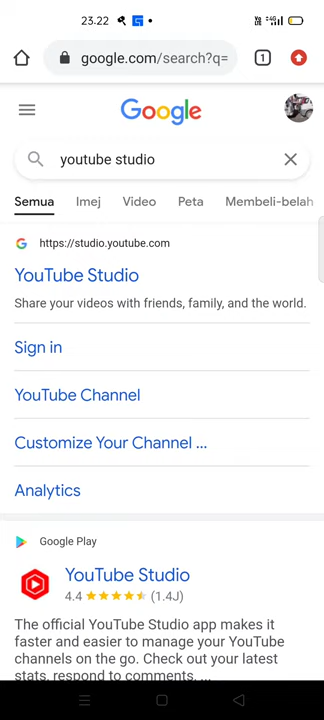 23.22
google.com/search?q=
1
Google
youtube studio
Semua Imej Video Peta Membeli-belah
https://studio.youtube.com
YouTube Studio
Share your videos with friends, family, and the world.
Sign in
YouTube Channel
Customize Your Channel ...
Analytics
Google Play
YouTube Studio
4.4 (1.4J)
The official YouTube Studio app makes it
faster and easier to manage your YouTube
channels on the go. Check out your latest
stats, respond to comments, ...